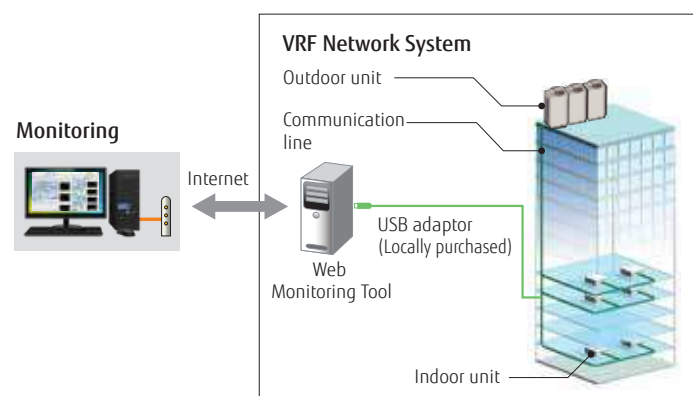 VRF Network System
Outdoor unit
Communication
line
Monitoring
Internet
USB adaptor
(Locally purchased)
Web
Monitoring Tool
Indoor unit